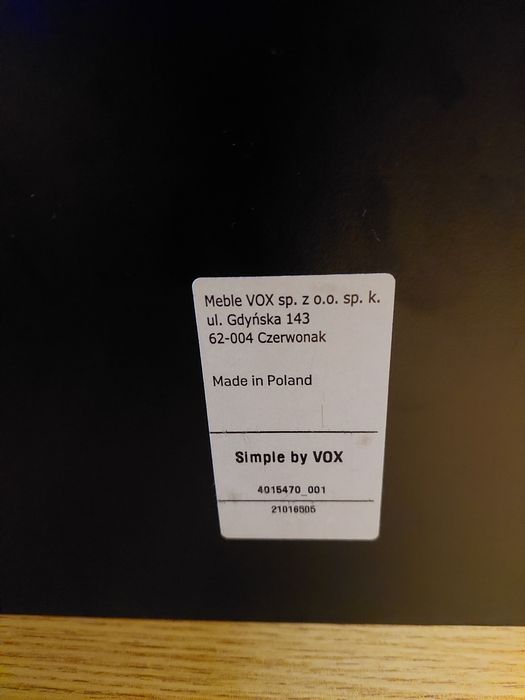 Meble VOX sp. z o.o. sp. k.
ul. Gdyńska 143
62-004 Czerwonak
Made in Poland
Simple by VOX
4015470_001
21016505